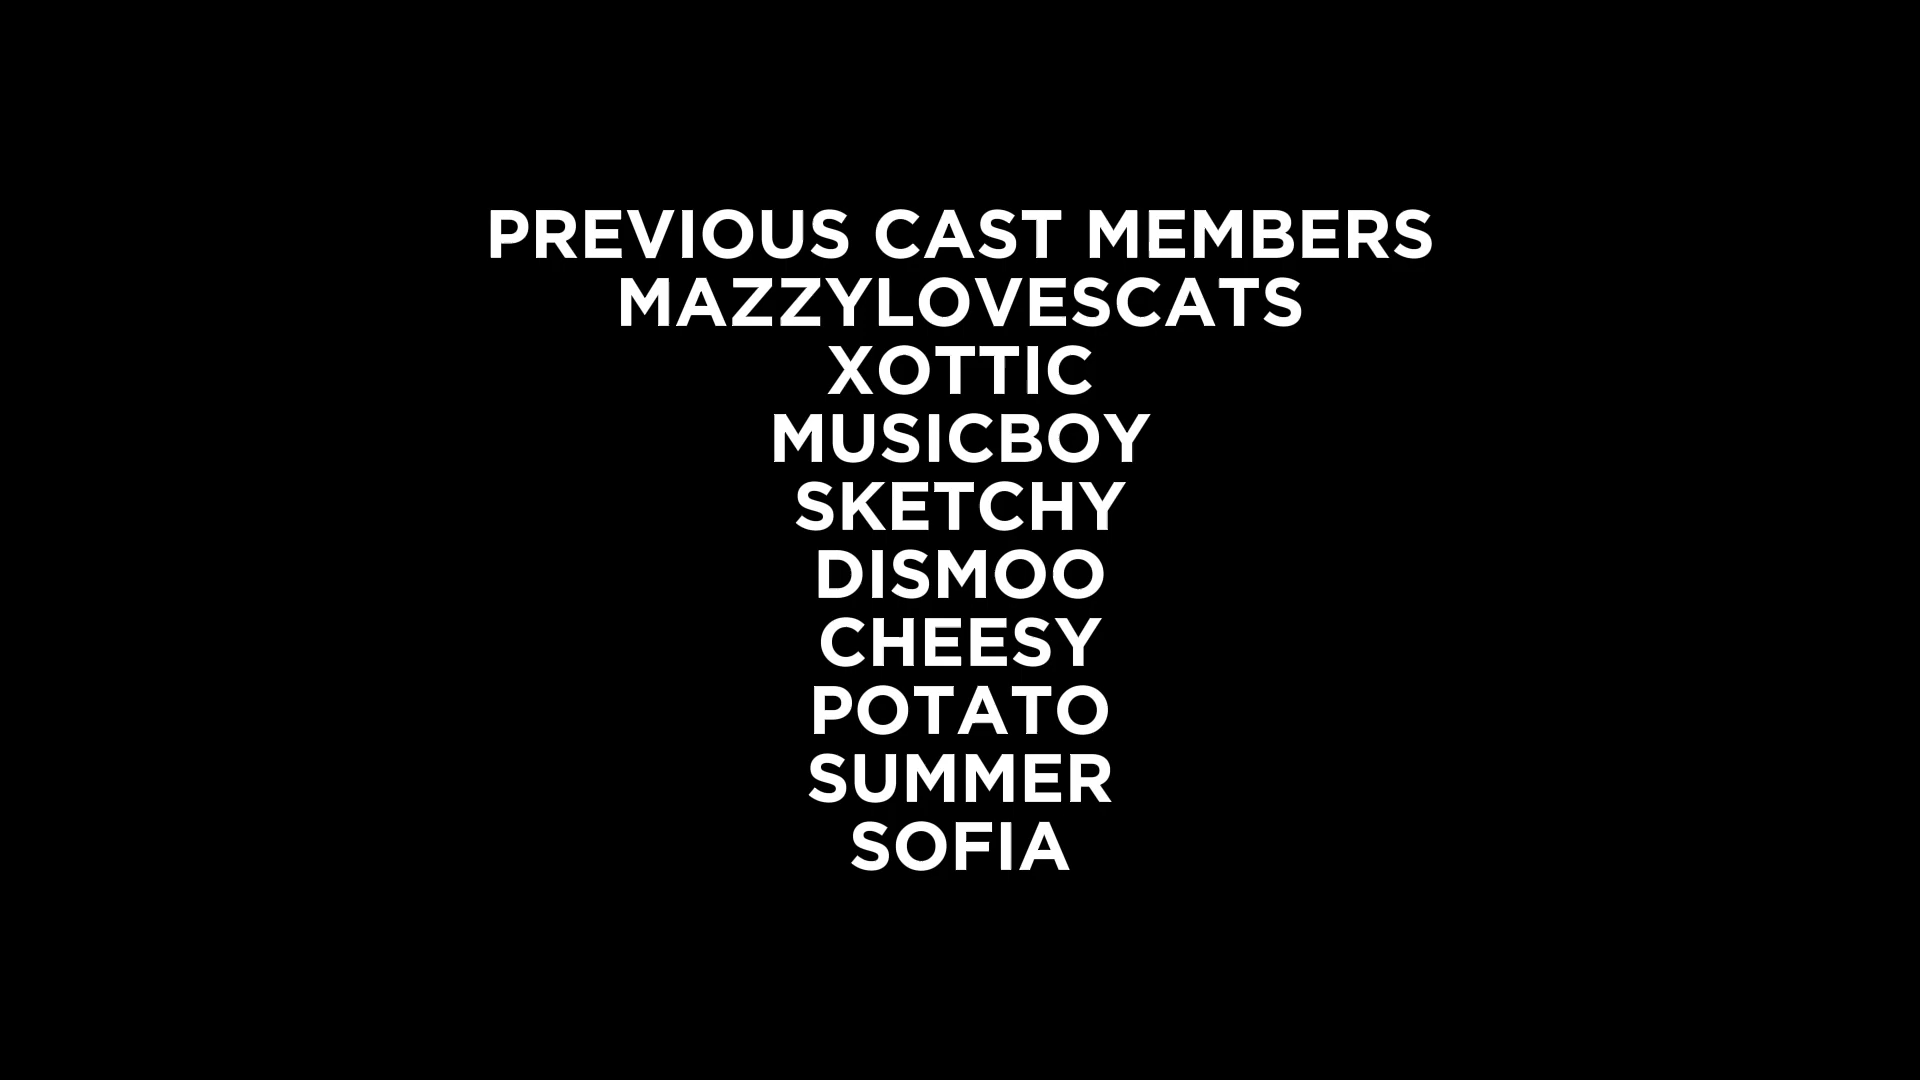 PREVIOUS CAST MEMBERS
MAZZYLOVESCATS
XOTTIC
MUSICBOY
SKETCHY
DISMOO
CHEESY
POTATO
SUMMER
SOFIA